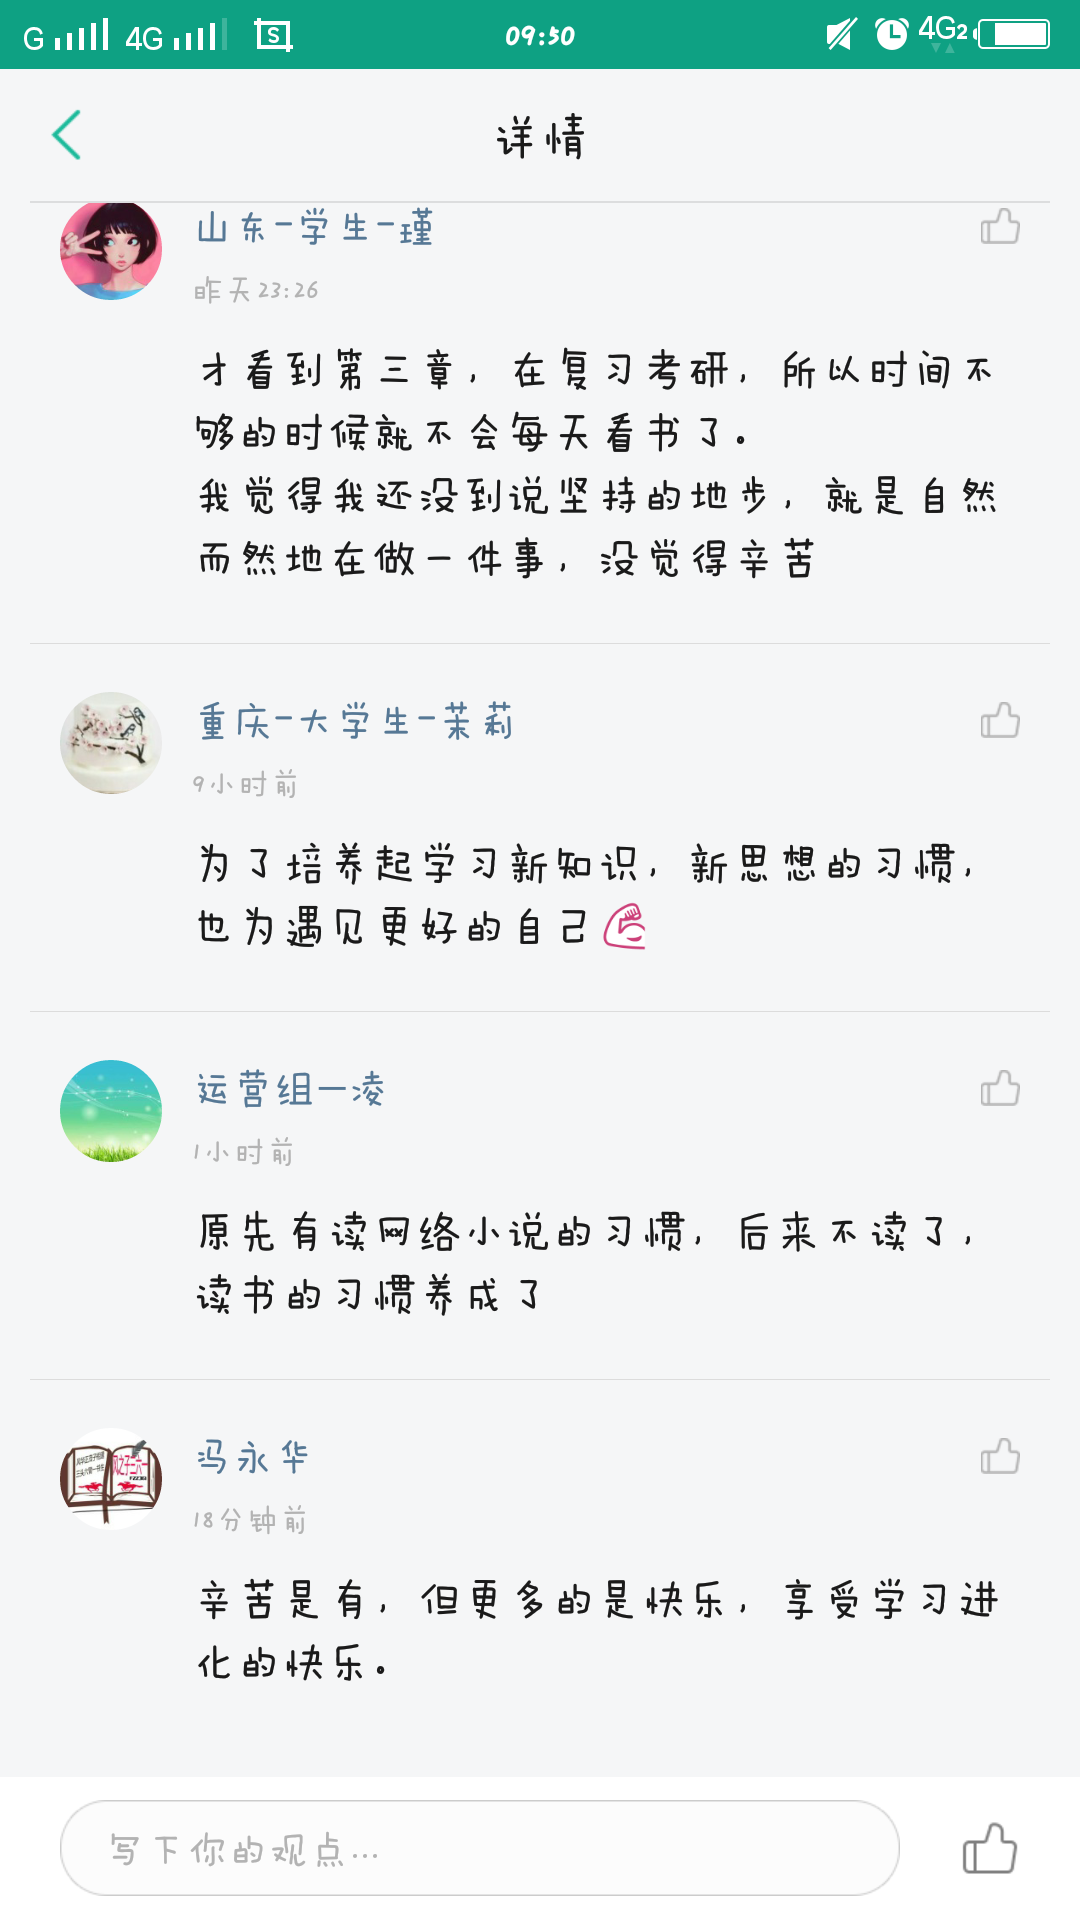 G 4G S 09:50 4G2
详情
山东-学生-瑾
昨天 23:26
才看到第三章，在复习考研，所以时间不
够的时候就不会每天看书了。
我觉得我还没到说坚持的地步，就是自然
而然地在做一件事，没觉得辛苦
重庆-大学生-茉莉
9小时前
为了培养起学习新知识，新思想的习惯，
也为遇见更好的自己💪
运营组一凌
1小时前
原先有读网络小说的习惯，后来不读了，
读书的习惯养成了
冯永华
18分钟前
辛苦是有，但更多的是快乐，享受学习进
化的快乐。
写下你的观点...